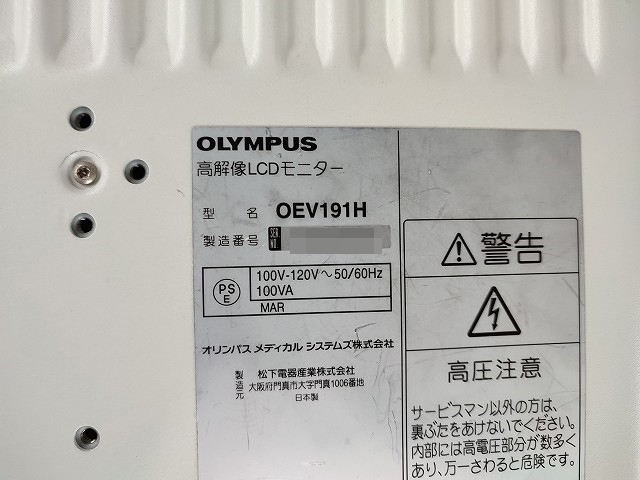 OLYMPUS
高解像LCDモニター
型 名 OEV191H
製造番号 SER. NO.
PS
E
100V-120V～50/60Hz
100VA
MAR
オリンパス メディカル システムズ株式会社
製造元
松下電器産業株式会社
大阪府門真市大字門真1006番地
日本製
警告
高圧注意
サービスマン以外の方は、
裏ぶたをあけないでください。
内部には高電圧部分が数多く
あり、万一さわると危険です。